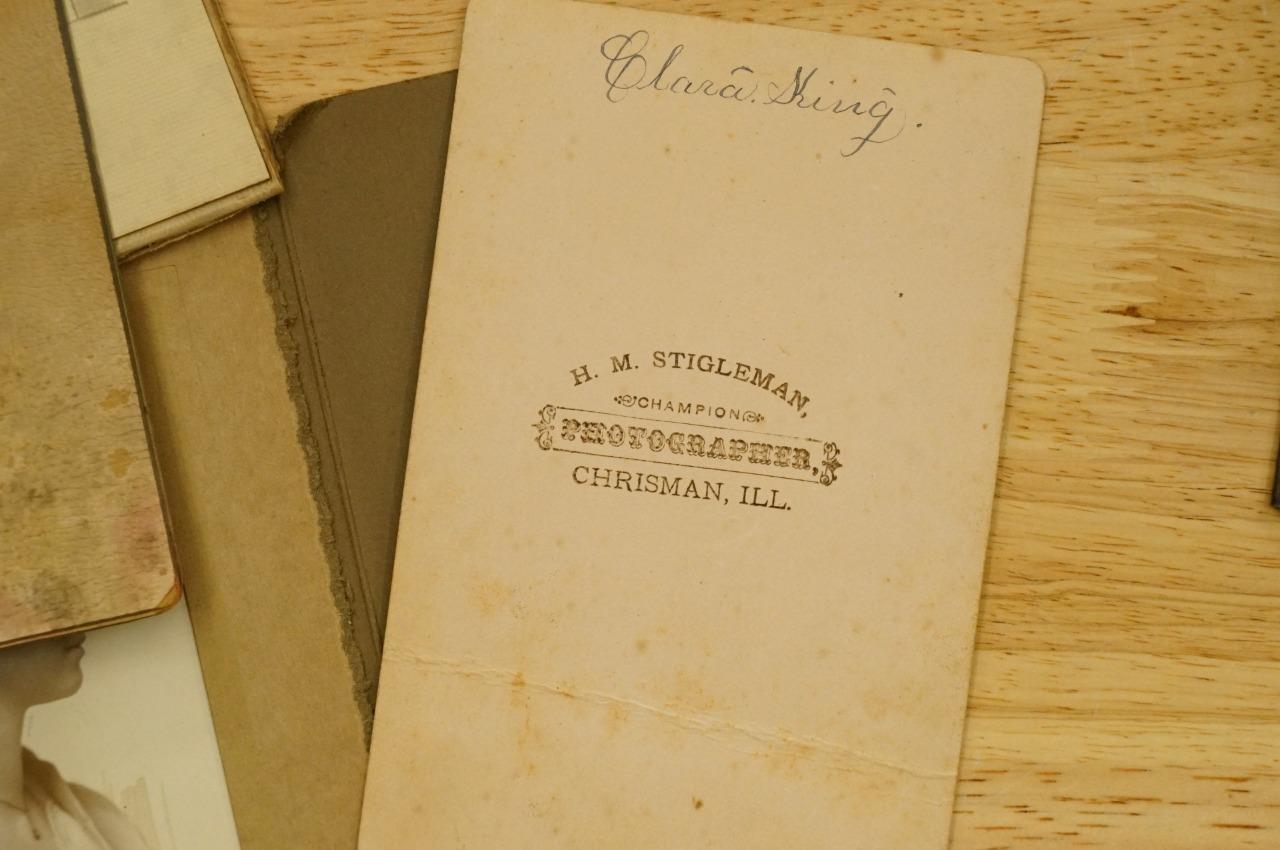 Clara. King.
H. M. STIGLEMAN,
CHAMPION
PHOTOGRAPHER,
CHRISMAN, ILL.